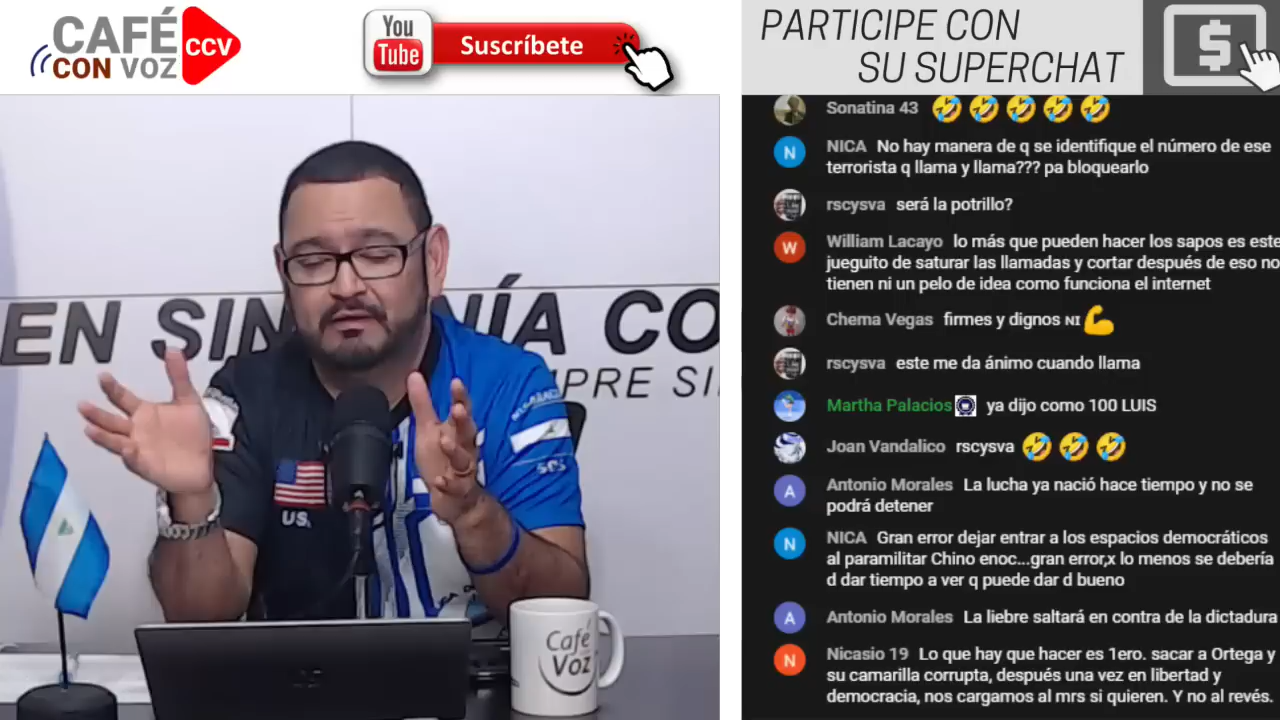 CAFÉ
CON VOZ
CCV
You
Tube
Suscríbete
PARTICIPE CON
SU SUPERCHAT
$
EN SIN NÍA CO
MPRE SI
US.
SOS
Café
Voz
Sonatina 43
N NICA No hay manera de q se identifique el número de ese
terrorista q llama y llama??? pa bloquearlo
rscysva será la potrillo?
W William Lacayo lo más que pueden hacer los sapos es este
jueguito de saturar las llamadas y cortar después de eso no
tienen ni un pelo de idea como funciona el internet
Chema Vegas firmes y dignos NI
rscysva este me da ánimo cuando llama
Martha Palacios ya dijo como 100 LUIS
Joan Vandalico rscysva
A Antonio Morales La lucha ya nació hace tiempo y no se
podrá detener
N NICA Gran error dejar entrar a los espacios democráticos
al paramilitar Chino enoc...gran error,x lo menos se debería
d dar tiempo a ver q puede dar d bueno
A Antonio Morales La liebre saltará en contra de la dictadura
N Nicasio 19 Lo que hay que hacer es 1ero. sacar a Ortega y
su camarilla corrupta, después una vez en libertad y
democracia, nos cargamos al mrs si quieren. Y no al revés.